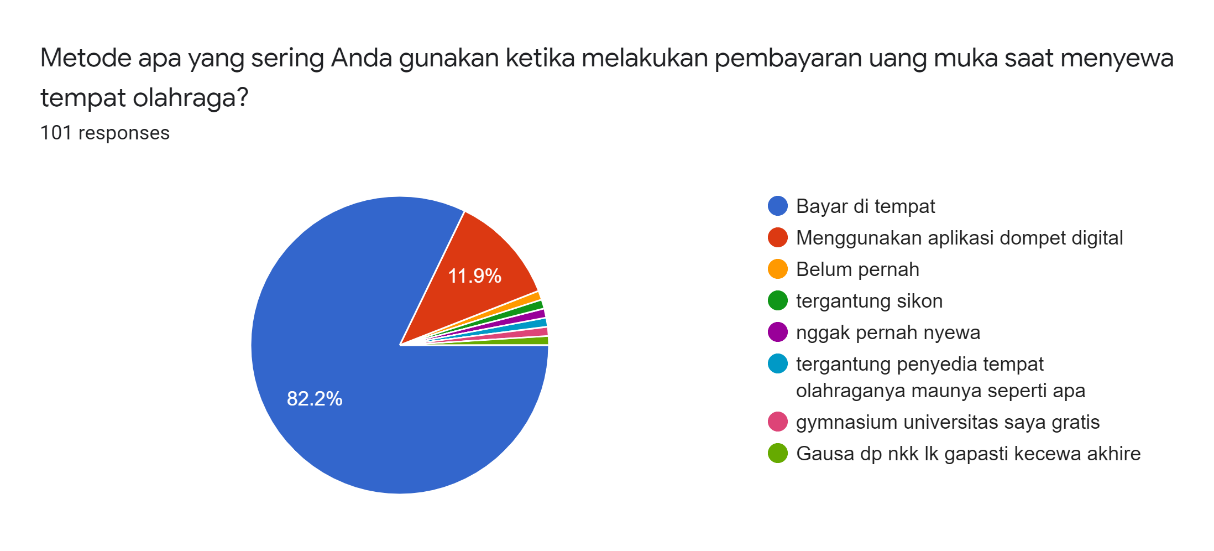 Metode apa yang sering Anda gunakan ketika melakukan pembayaran uang muka saat menyewa
tempat olahraga?
101 responses
Bayar di tempat
Menggunakan aplikasi dompet digital
11.9%
Belum pernah
tergantung sikon
nggak pernah nyewa
tergantung penyedia tempat
olahraganya maunya seperti apa
82.2%
gymnasium universitas saya gratis
Gausa dp nkk lk gapasti kecewa akhire